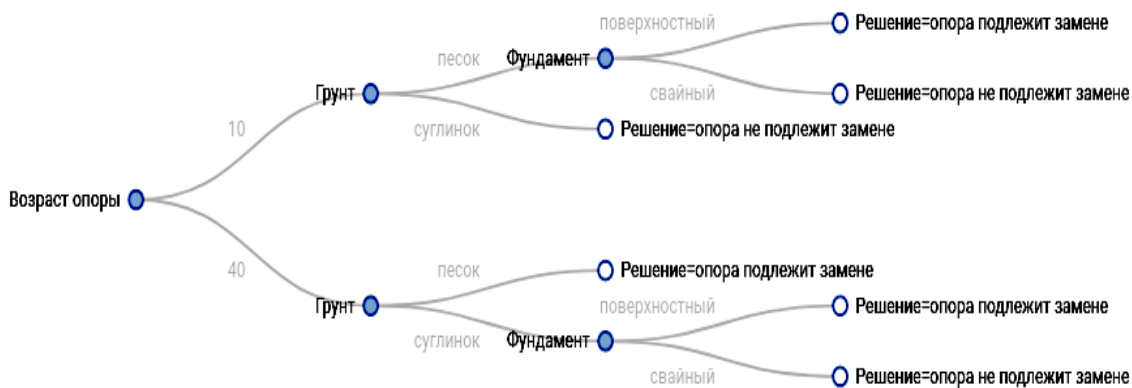 поверхностный
Решение=опора подлежит замене
песок
Фундамент
свайный
Решение=опора не подлежит замене
Грунт
10
суглинок
Решение=опора не подлежит замене
Возраст опоры
40
песок
Решение=опора подлежит замене
Грунт
поверхностный
Решение=опора подлежит замене
суглинок
Фундамент
свайный
Решение=опора не подлежит замене